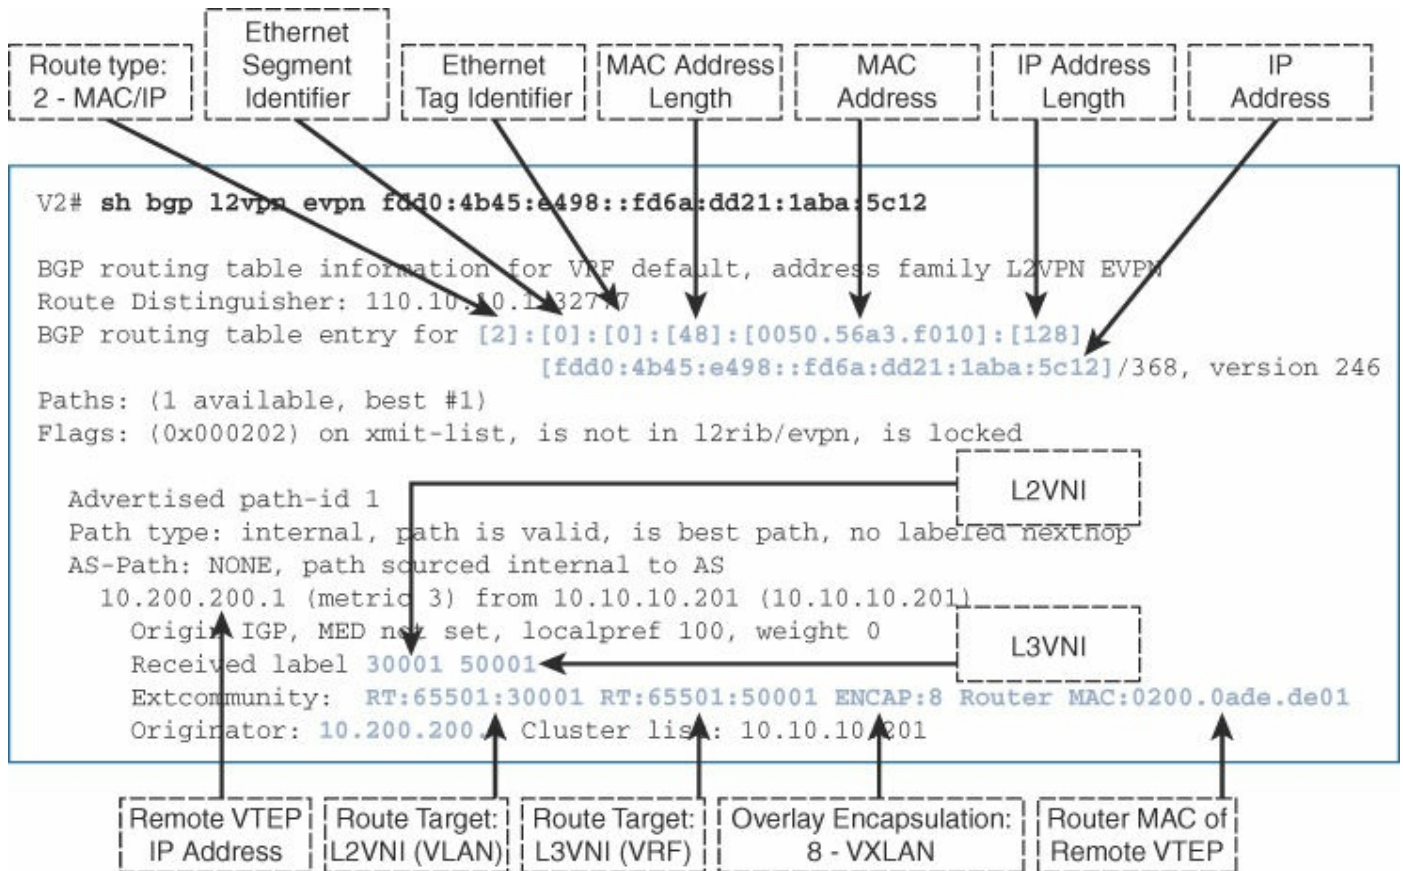 Route type:
2 - MAC/IP
Ethernet
Segment
Identifier
Ethernet
Tag Identifier
MAC Address
Length
MAC
Address
IP Address
Length
IP
Address
V2# sh bgp l2vpn evpn fdd0:4b45:e498::fd6a:dd21:1aba:5c12
BGP routing table information for VRF default, address family L2VPN EVPN
Route Distinguisher:
BGP routing table entry for [2]:[0]:[0]:[48]:[0050.56a3.f010]:[128]
[fdd0:4b45:e498::fd6a:dd21:1aba:5c12]/368, version 246
Paths: (1 available, best #1)
Flags: (0x000202) on xmit-list, is not in l2rib/evpn, is locked
L2VNI
Advertised path-id 1
Path type: internal, path is valid, is best path, no labeled nexthop
AS-Path: NONE, path sourced internal to AS
10.200.200.1 (metric 3) from 10.10.10.201 (10.10.10.201)
Origin IGP, MED not set, localpref 100, weight 0
L3VNI
Received label 30001 50001
Extcommunity: RT:65501:30001 RT:65501:50001 ENCAP:8 Router MAC:0200.0ade.de01
Originator: 10.200.200. Cluster list: 10.10.10.201
Remote VTEP
IP Address
Route Target:
L2VNI (VLAN)
Route Target:
L3VNI (VRF)
Overlay Encapsulation:
8 - VXLAN
Router MAC of
Remote VTEP